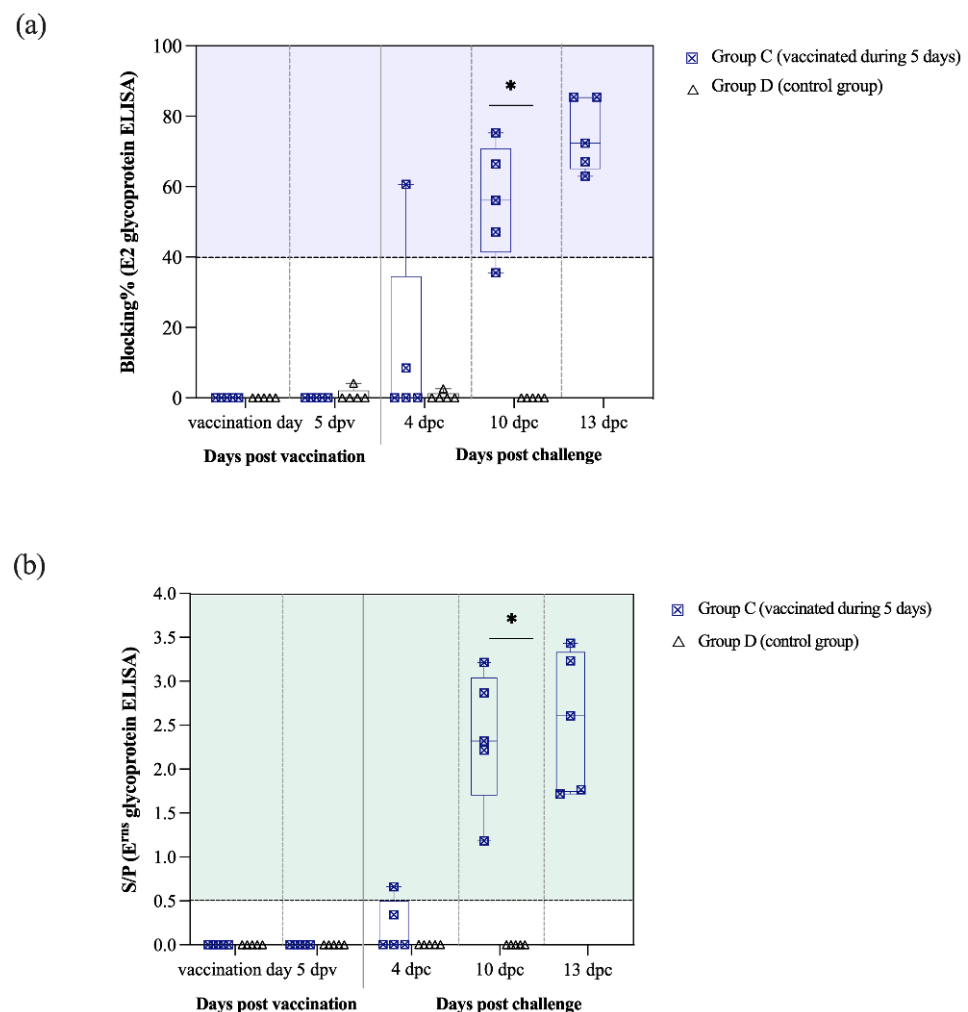 (a)
Blocking% (E2 glycoprotein ELISA)
100
80
60
40
20
0
*
Group C (vaccinated during 5 days)
Group D (control group)
vaccination day 5 dpv 4 dpc 10 dpc 13 dpc
Days post vaccination Days post challenge
(b)
S/P (Erns glycoprotein ELISA)
4.0
3.5
3.0
2.5
2.0
1.5
1.0
0.5
0.0
*
Group C (vaccinated during 5 days)
Group D (control group)
vaccination day 5 dpv 4 dpc 10 dpc 13 dpc
Days post vaccination Days post challenge